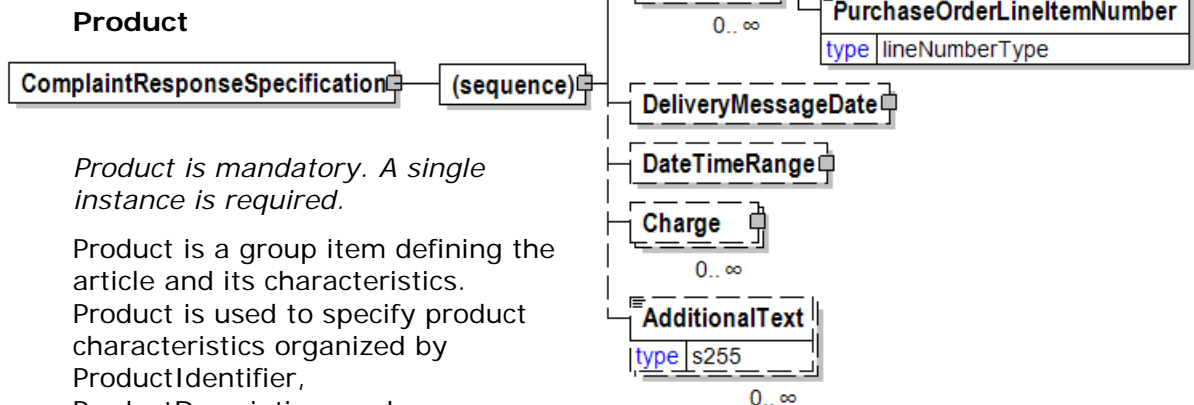 Product
0.. ∞
PurchaseOrderLineItemNumber
type lineNumberType
ComplaintResponseSpecification
(sequence)
DeliveryMessageDate
DateTimeRange
Charge
0.. ∞
AdditionalText
type s255
0.. ∞
Product is mandatory. A single
instance is required.
Product is a group item defining the
article and its characteristics.
Product is used to specify product
characteristics organized by
ProductIdentifier,